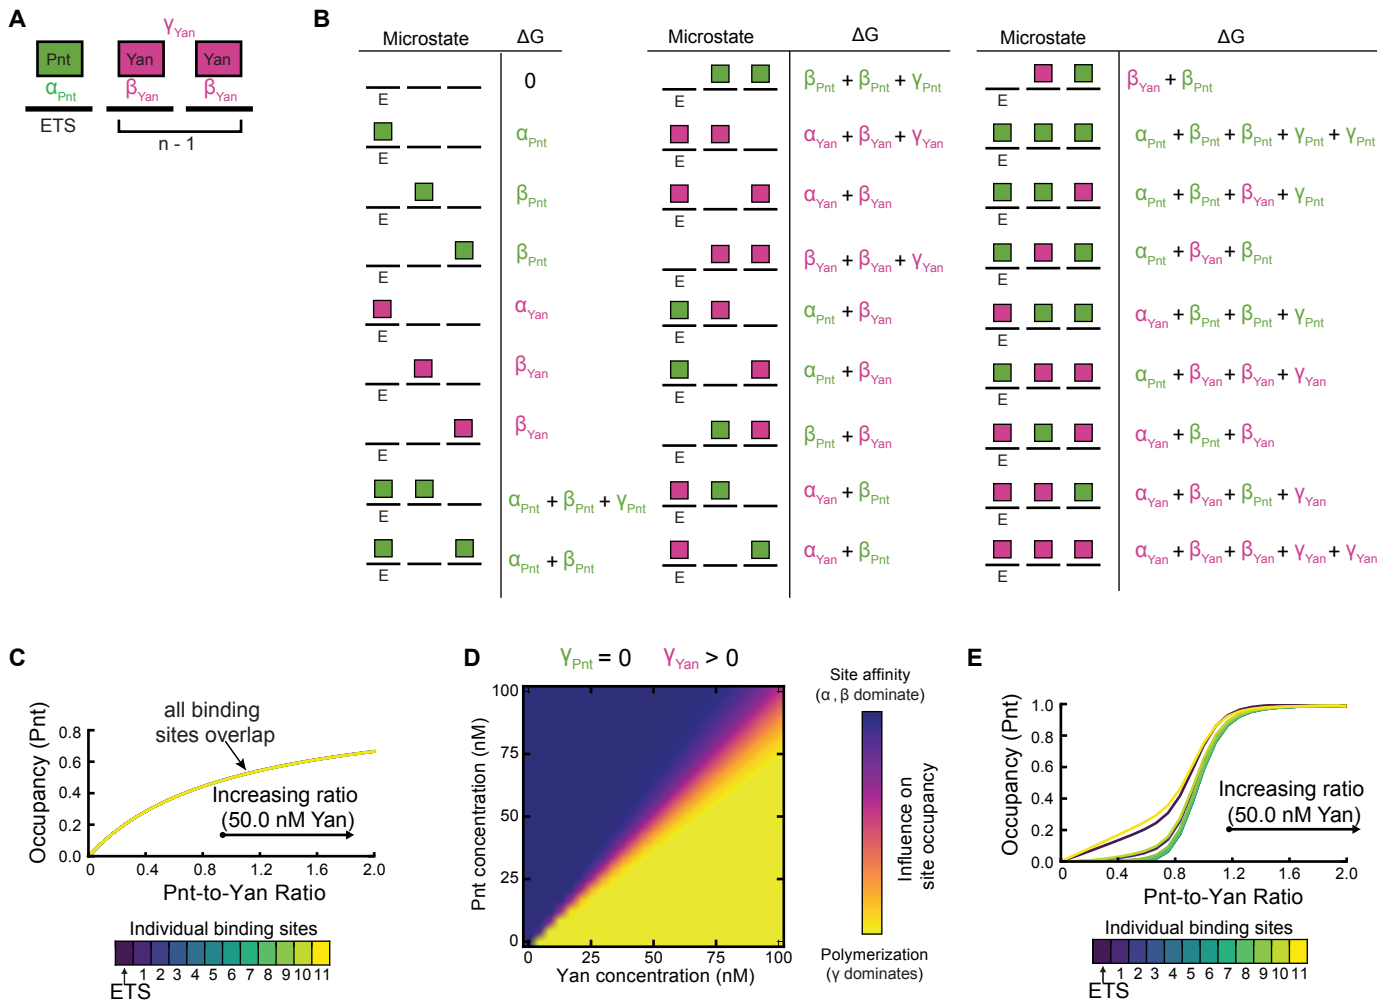 A
γYan
Pnt Yan Yan
αPnt βYan βYan
ETS
n - 1
B
Microstate ΔG
E 0
E αPnt
E βPnt
E βPnt
E αYan
E βYan
E βYan
E αPnt + βPnt + γPnt
E αPnt + βPnt
Microstate ΔG
E βPnt + βPnt + γPnt
E αYan + βYan + γYan
E αYan + βYan
E βYan + βYan + γYan
E αPnt + βYan
E αPnt + βYan
E βPnt + βYan
E αYan + βPnt
E αYan + βPnt
Microstate ΔG
E βYan + βPnt
E αPnt + βPnt + βPnt + γPnt + γPnt
E αPnt + βPnt + βYan + γPnt
E αPnt + βYan + βPnt
E αYan + βPnt + βPnt + γPnt
E αPnt + βYan + βYan + γYan
E αYan + βPnt + βYan
E αYan + βYan + βPnt + γYan
E αYan + βYan + βYan + γYan + γYan
C
Occupancy (Pnt)
0.8
0.6
0.4
0.2
0.0
all binding
sites overlap
Increasing ratio
(50.0 nM Yan)
0 0.4 0.8 1.2 1.6 2.0
Pnt-to-Yan Ratio
Individual binding sites
1 2 3 4 5 6 7 8 9 10 11
ETS
D
γPnt = 0 γYan > 0
Pnt concentration (nM)
100
75
50
25
0
0 25 50 75 100
Yan concentration (nM)
Site affinity
(α, β dominate)
Influence on
site occupancy
Polymerization
(γ dominates)
E
Occupancy (Pnt)
1.0
0.8
0.6
0.4
0.2
0.0
Increasing ratio
(50.0 nM Yan)
0 0.4 0.8 1.2 1.6 2.0
Pnt-to-Yan Ratio
Individual binding sites
1 2 3 4 5 6 7 8 9 10 11
ETS